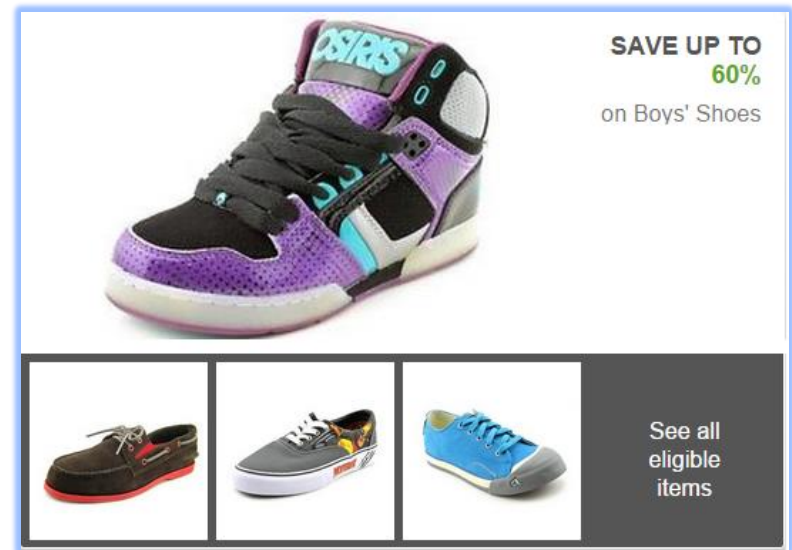 OSIRIS
SAVE UP TO
60%
on Boys' Shoes
See all
eligible
items